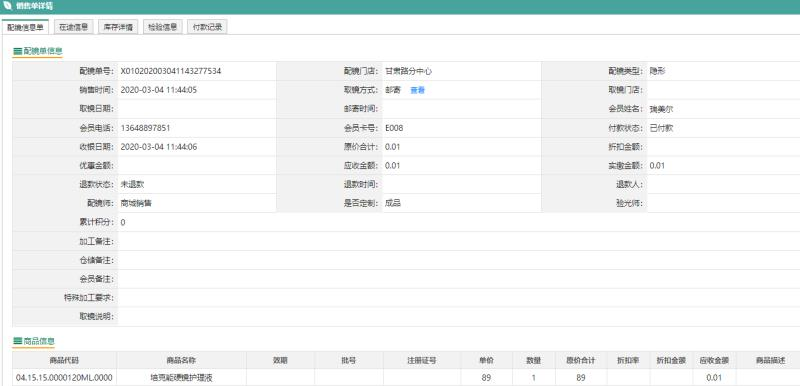 销售单详情
配镜信息单 在途信息 库存详情 检验信息 付款记录
配镜单信息
配镜单号: X010202003041143277534 配镜门店: 甘肃路分中心 配镜类型: 隐形
销售时间: 2020-03-04 11:44:05 取镜方式: 邮寄 查看 取镜门店:
取镜日期: 邮寄时间: 会员姓名: 瑞美尔
会员电话: 13648897851 会员卡号: E008 付款状态: 已付款
收银日期: 2020-03-04 11:44:06 原价合计: 0.01 折扣金额:
优惠金额: 应收金额: 0.01 实缴金额: 0.01
退款状态: 未退款 退款时间: 退款人:
配镜师: 商城销售 是否定制: 成品 验光师:
累计积分: 0
加工备注:
仓储备注:
会员备注:
特殊加工要求:
取镜说明:
商品信息
商品代码 商品名称 效期 批号 注册证号 单价 数量 原价合计 折扣率 折扣金额 应收金额 商品描述
04.15.15.0000120ML.0000 培克能硬镜护理液 89 1 89 0.01